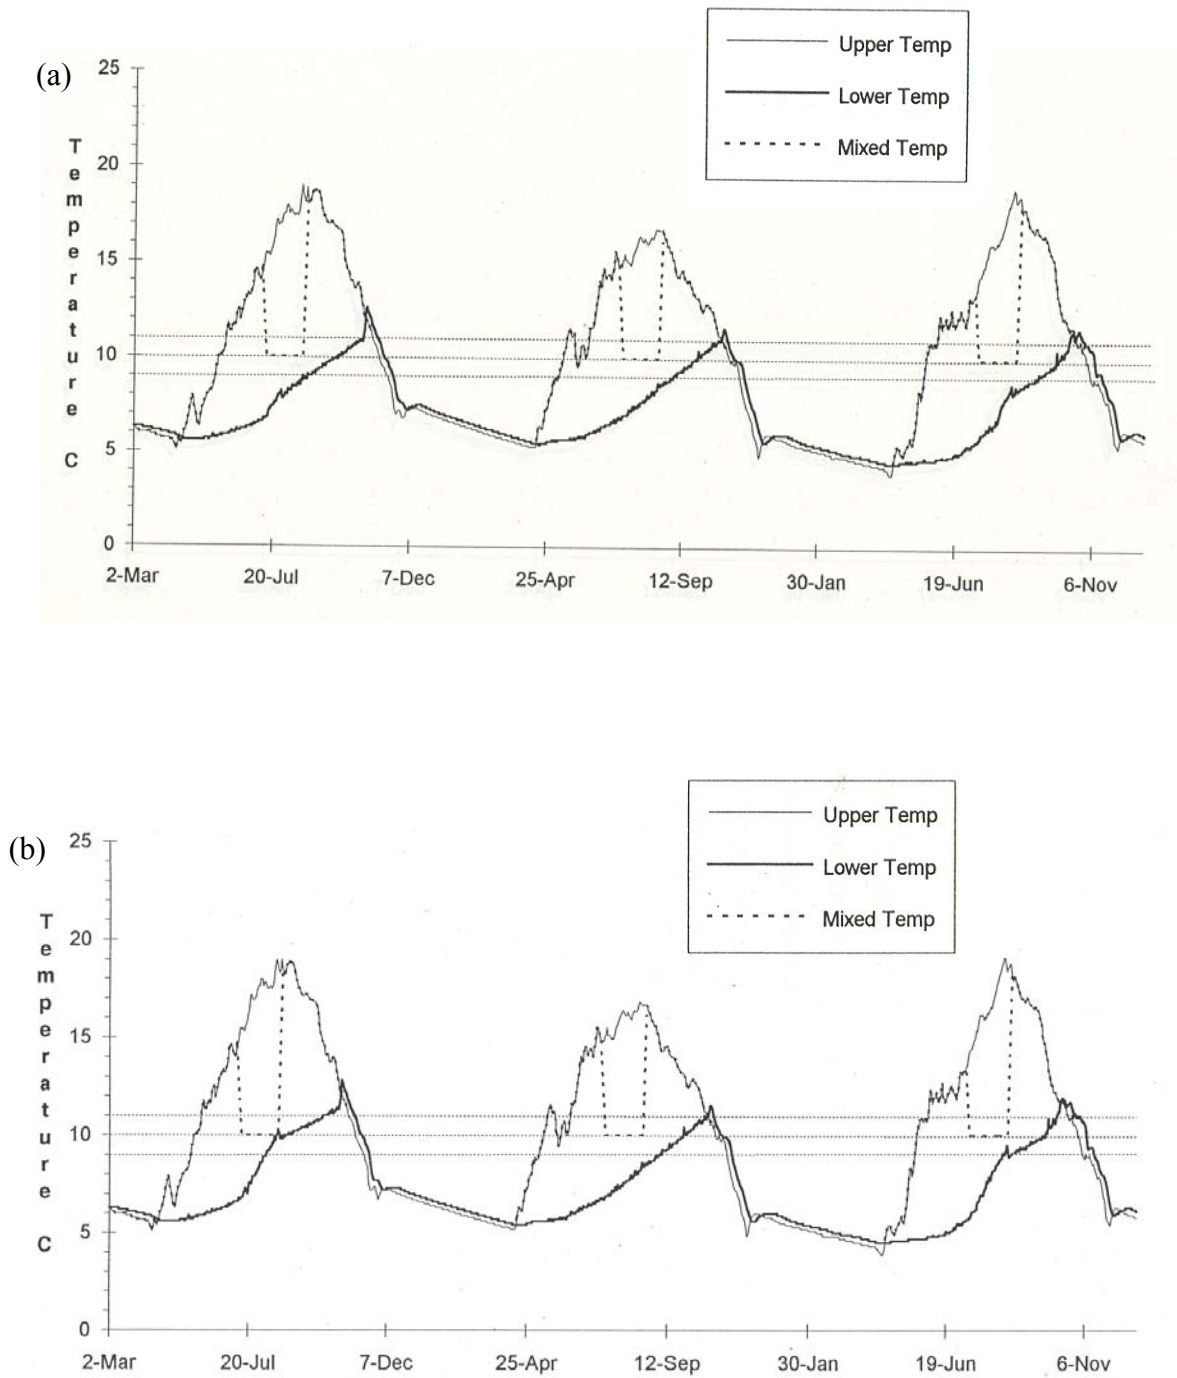 (a)
Upper Temp
Lower Temp
Mixed Temp
Temperature C
25
20
15
10
5
0
2-Mar 20-Jul 7-Dec 25-Apr 12-Sep 30-Jan 19-Jun 6-Nov
(b)
Upper Temp
Lower Temp
Mixed Temp
Temperature C
25
20
15
10
5
0
2-Mar 20-Jul 7-Dec 25-Apr 12-Sep 30-Jan 19-Jun 6-Nov